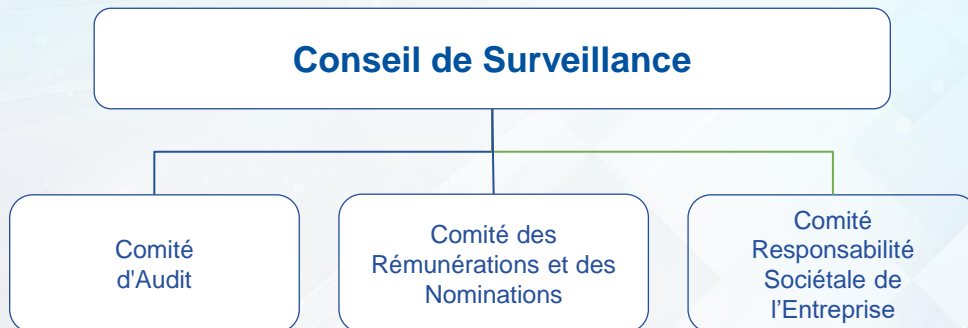 Conseil de Surveillance
Comité
d'Audit
Comité des
Rémunérations et des
Nominations
Comité
Responsabilité
Sociétale de
l’Entreprise